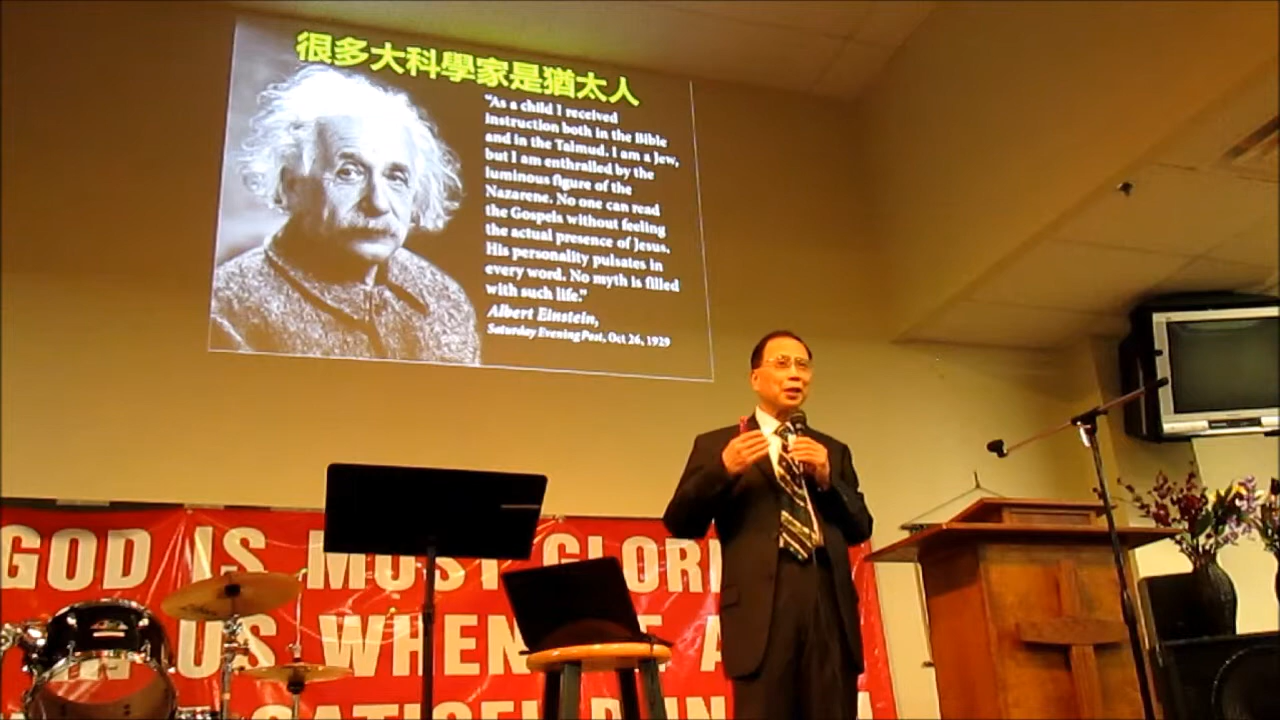 很多大科學家是猶太人
“As a child I received
instruction both in the Bible
and in the Talmud. I am a Jew,
but I am enthralled by the
luminous figure of the
Nazarene. No one can read
the Gospels without feeling
the actual presence of Jesus.
His personality pulsates in
every word. No myth is filled
with such life.”
Albert Einstein,
Saturday Evening Post, Oct 26, 1929
GOD IS MOST GLORI
IN US WHEN E A